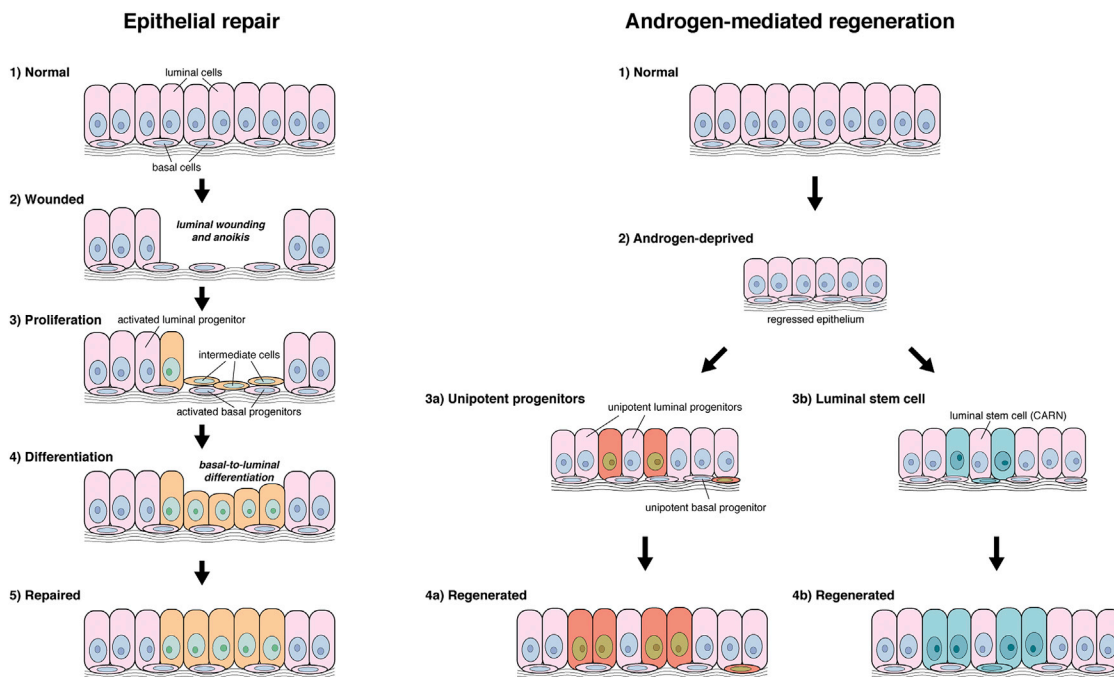 Epithelial repair
1) Normal
luminal cells
basal cells
2) Wounded
luminal wounding
and anoikis
3) Proliferation
activated luminal progenitor
intermediate cells
activated basal progenitors
4) Differentiation
basal-to-luminal
differentiation
5) Repaired
Androgen-mediated regeneration
1) Normal
2) Androgen-deprived
regressed epithelium
3a) Unipotent progenitors
unipotent luminal progenitors
unipotent basal progenitor
3b) Luminal stem cell
luminal stem cell (CARN)
4a) Regenerated
4b) Regenerated